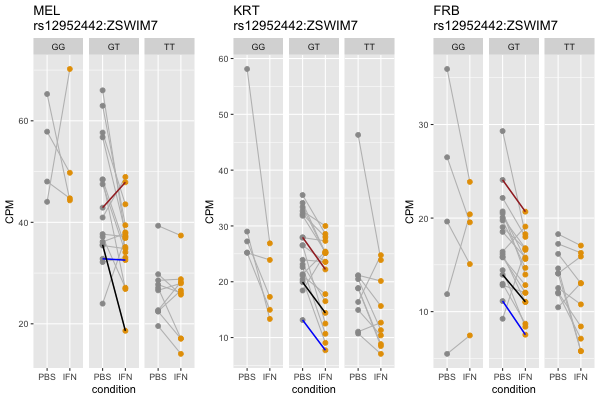 MEL
rs12952442:ZSWIM7
GG GT TT
CPM
60
40
20
PBS IFN PBS IFN PBS IFN
condition
KRT
rs12952442:ZSWIM7
GG GT TT
CPM
60
50
40
30
20
10
PBS IFN PBS IFN PBS IFN
condition
FRB
rs12952442:ZSWIM7
GG GT TT
CPM
30
20
10
PBS IFN PBS IFN PBS IFN
condition